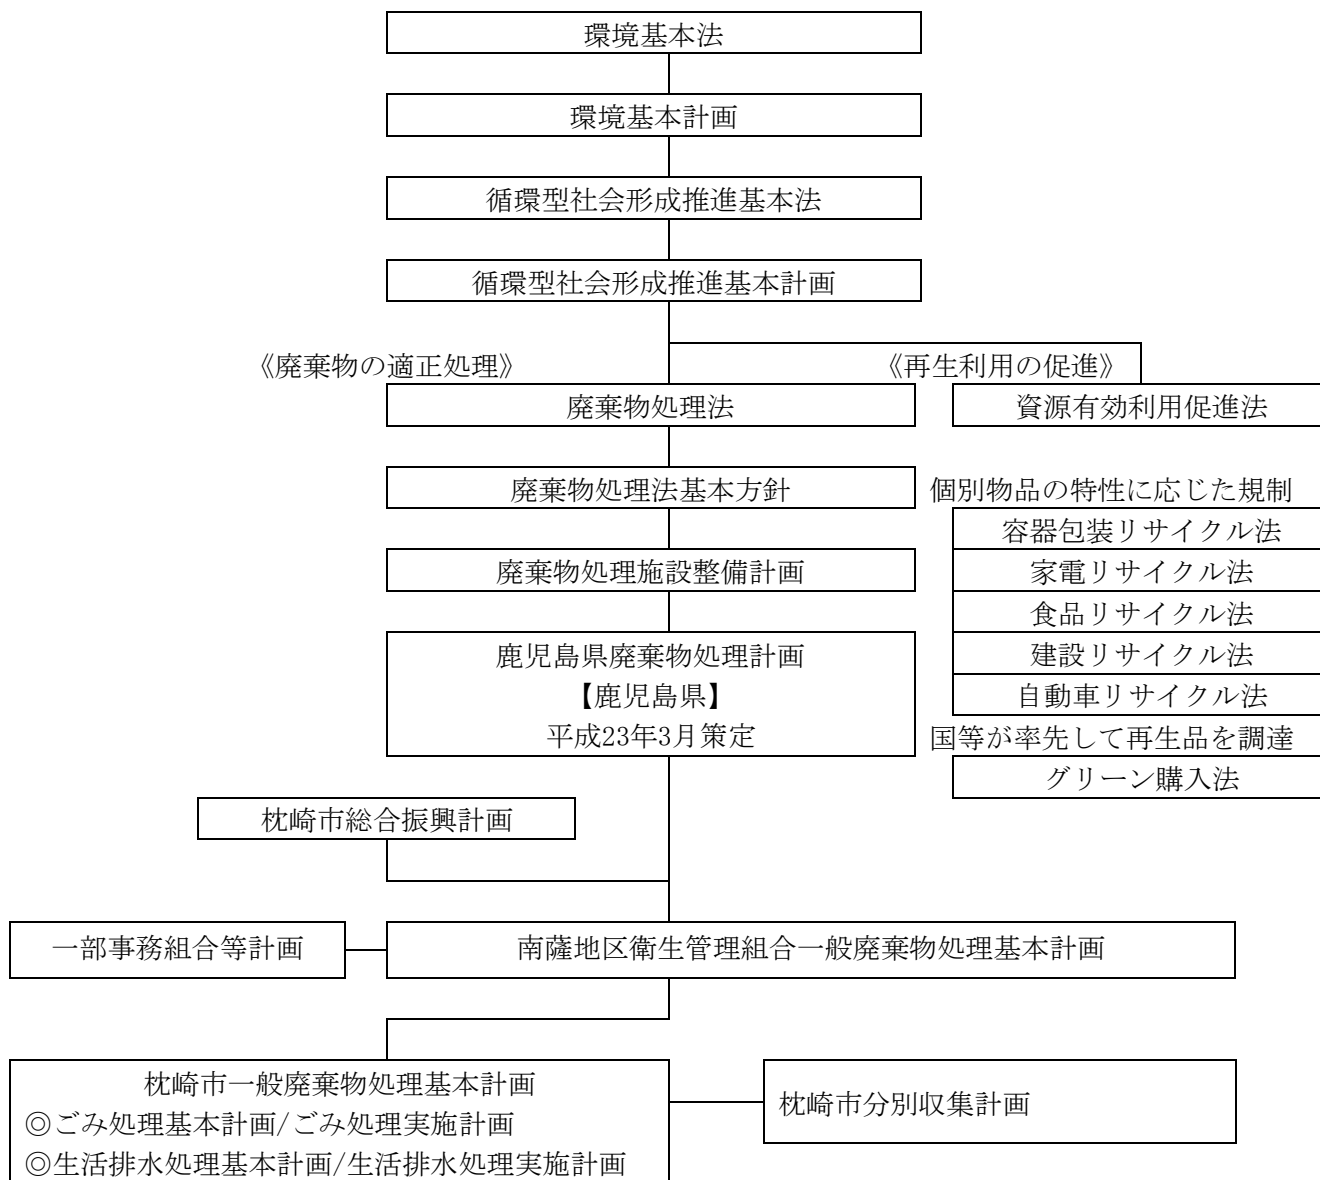 環境基本法
環境基本計画
循環型社会形成推進基本法
循環型社会形成推進基本計画
《廃棄物の適正処理》
《再生利用の促進》
廃棄物処理法
資源有効利用促進法
廃棄物処理法基本方針
個別物品の特性に応じた規制
容器包装リサイクル法
廃棄物処理施設整備計画
家電リサイクル法
食品リサイクル法
鹿児島県廃棄物処理計画
【鹿児島県】
平成23年3月策定
建設リサイクル法
自動車リサイクル法
国等が率先して再生品を調達
グリーン購入法
枕崎市総合振興計画
一部事務組合等計画
南薩地区衛生管理組合一般廃棄物処理基本計画
枕崎市一般廃棄物処理基本計画
◎ごみ処理基本計画/ごみ処理実施計画
◎生活排水処理基本計画/生活排水処理実施計画
枕崎市分別収集計画